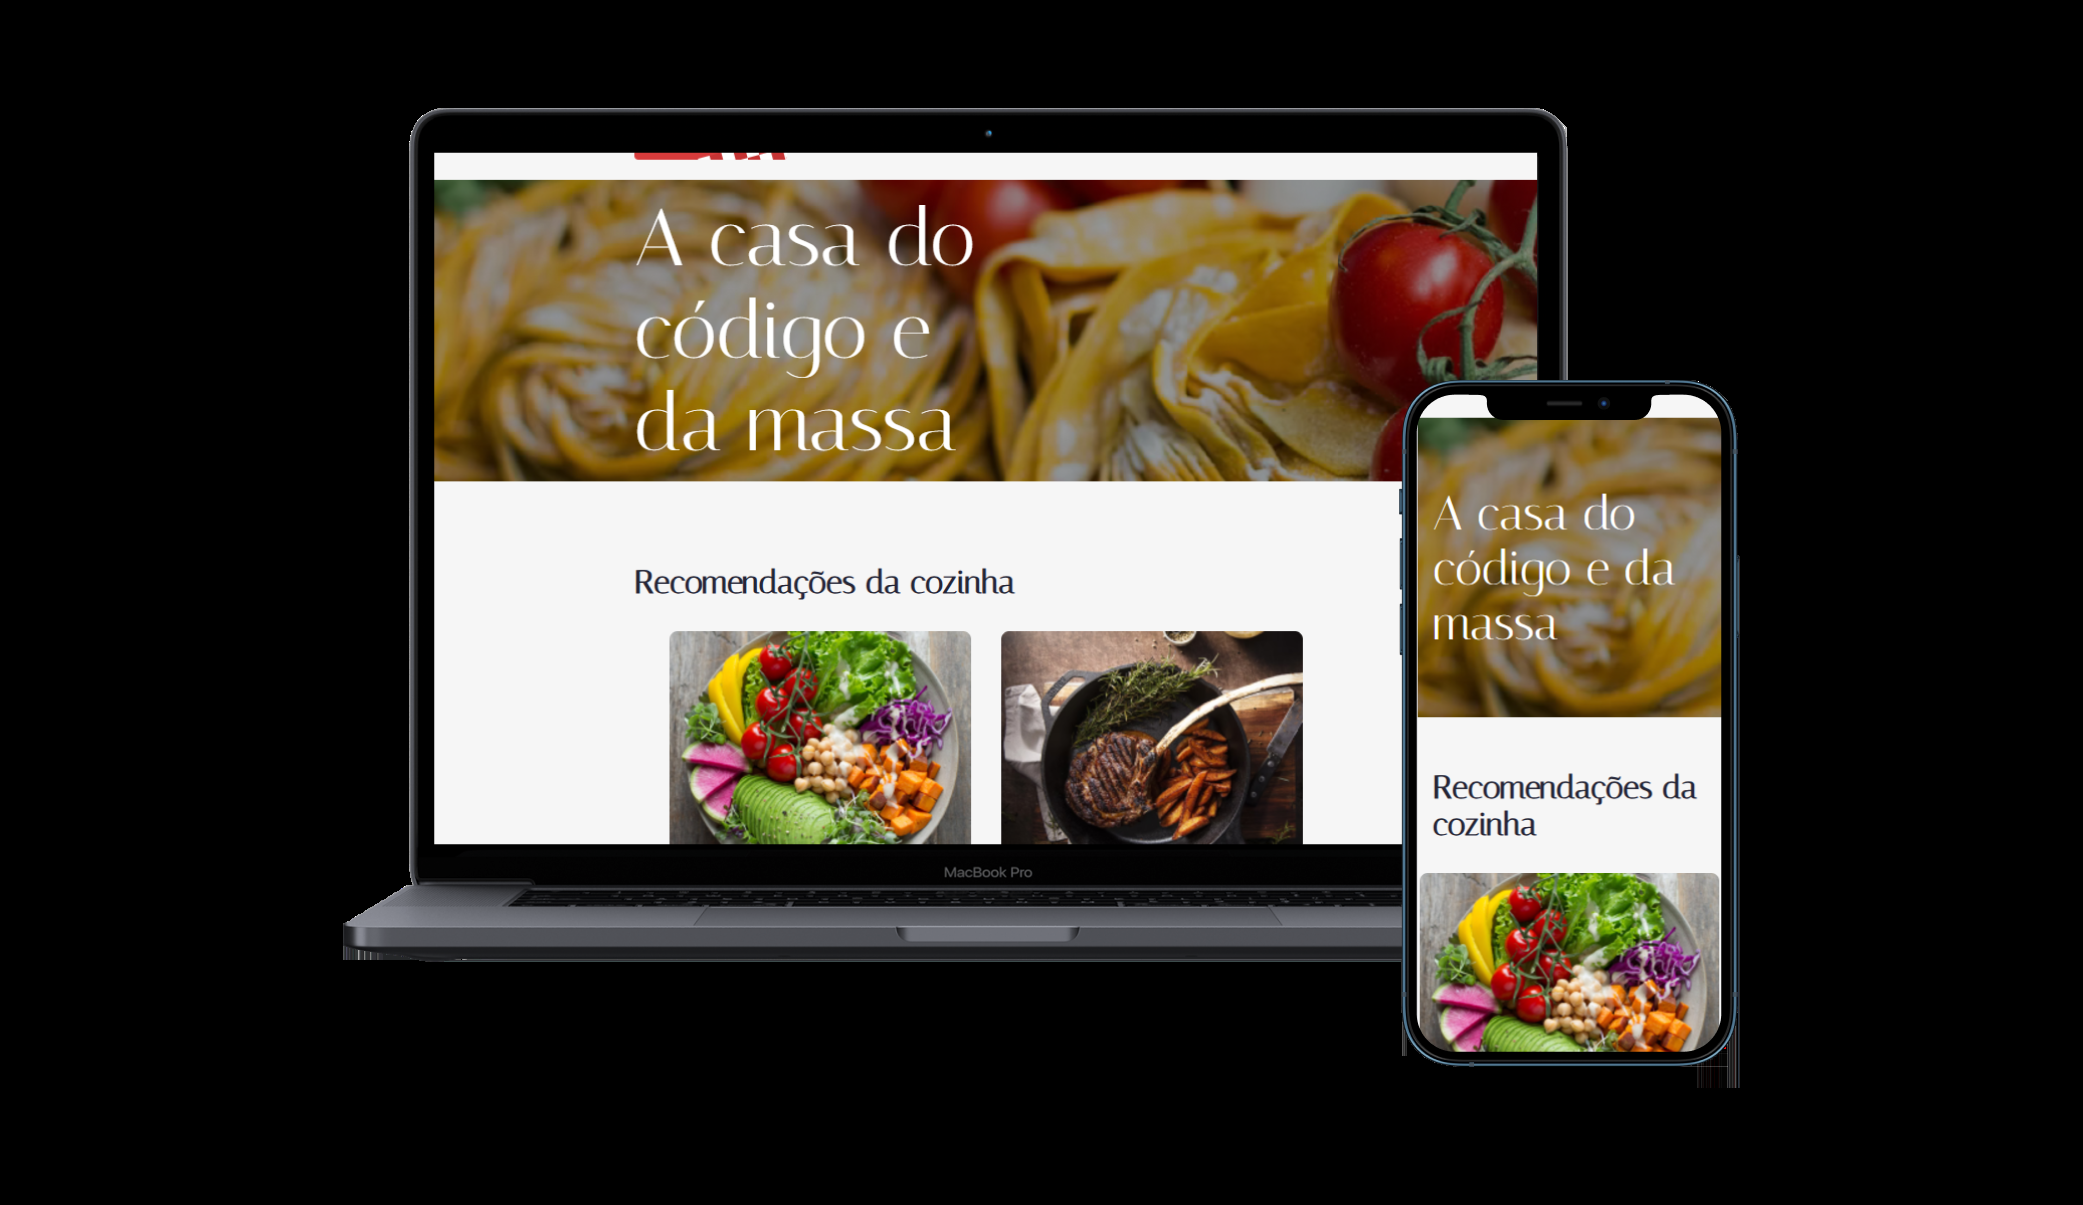 A casa do
código e
da massa
Recomendações da cozinha
MacBook Pro
A casa do
código e da
massa
Recomendações da
cozinha